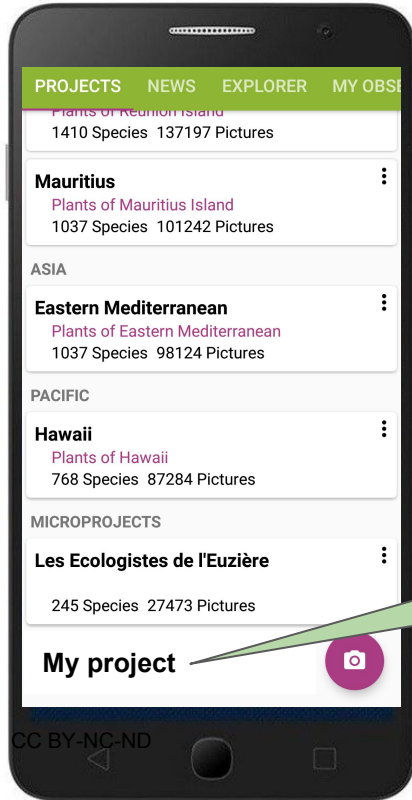 PROJECTS NEWS EXPLORER MY OBSE
Plants of Reunion Island
1410 Species 137197 Pictures
Mauritius
Plants of Mauritius Island
1037 Species 101242 Pictures
ASIA
Eastern Mediterranean
Plants of Eastern Mediterranean
1037 Species 98124 Pictures
PACIFIC
Hawaii
Plants of Hawaii
768 Species 87284 Pictures
MICROPROJECTS
Les Ecologistes de l'Euzière
245 Species 27473 Pictures
My project
CC BY-NC-ND